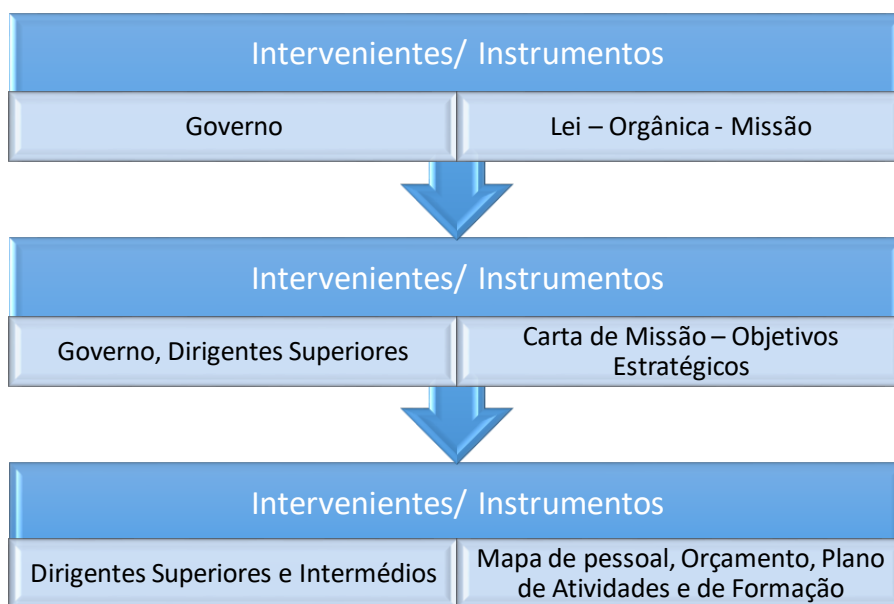 Intervenientes/ Instrumentos
Governo
Lei – Orgânica - Missão
Intervenientes/ Instrumentos
Governo, Dirigentes Superiores
Carta de Missão – Objetivos
Estratégicos
Intervenientes/ Instrumentos
Dirigentes Superiores e Intermédios
Mapa de pessoal, Orçamento, Plano
de Atividades e de Formação